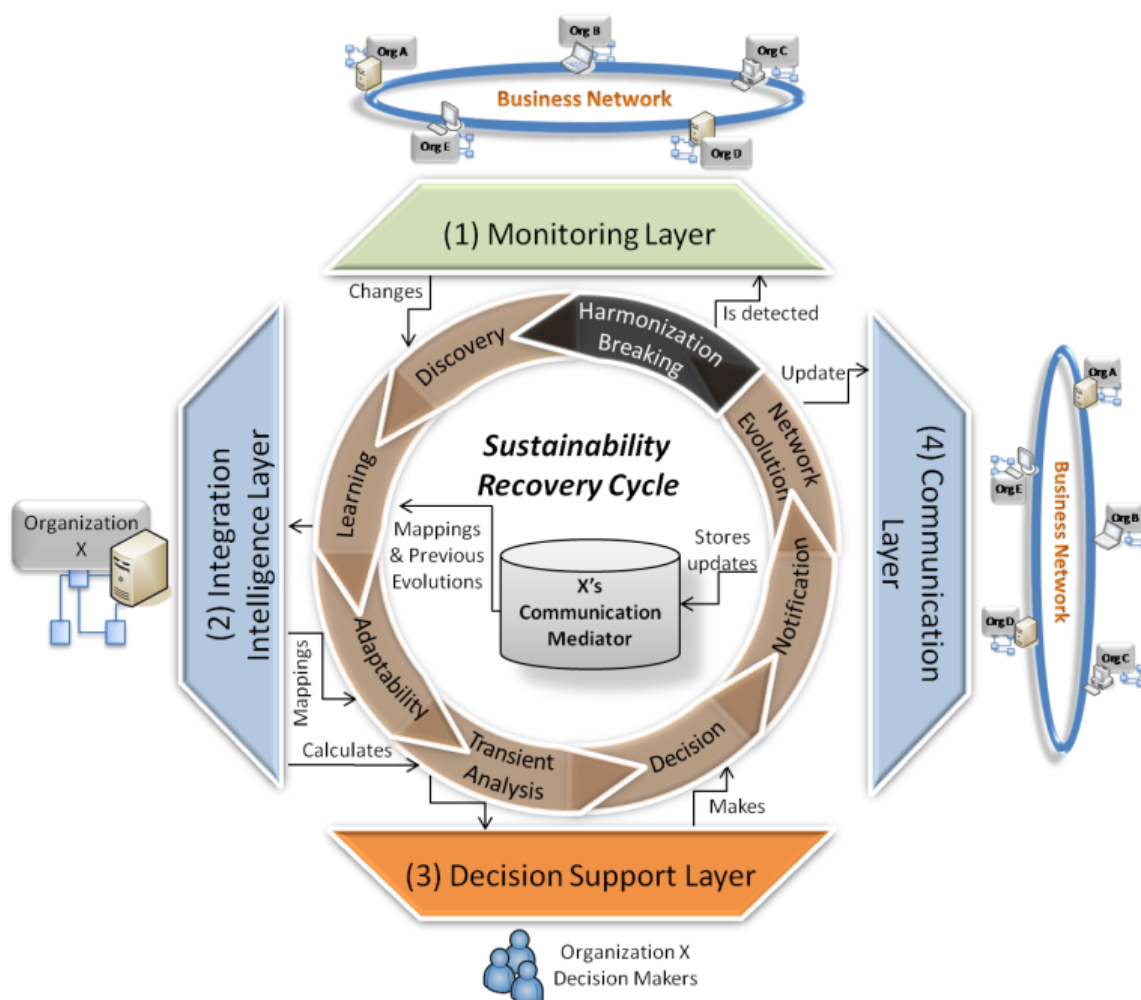 Org A
Org B
Org C
Business Network
Org E
Org D
(1) Monitoring Layer
Changes
Is detected
Harmonization
Breaking
Discovery
Update
Network
Evolution
(4) Communication
Layer
Org A
Org E
Org B
Org D
Org C
Business Network
Sustainability
Recovery Cycle
Learning
(2) Integration
Intelligence Layer
Organization
X
Mappings
& Previous
Evolutions
Stores
updates
X's
Communication
Mediator
Notification
Adaptability
Mappings
Calculates
Transient
Analysis
Decision
Makes
(3) Decision Support Layer
Organization X
Decision Makers